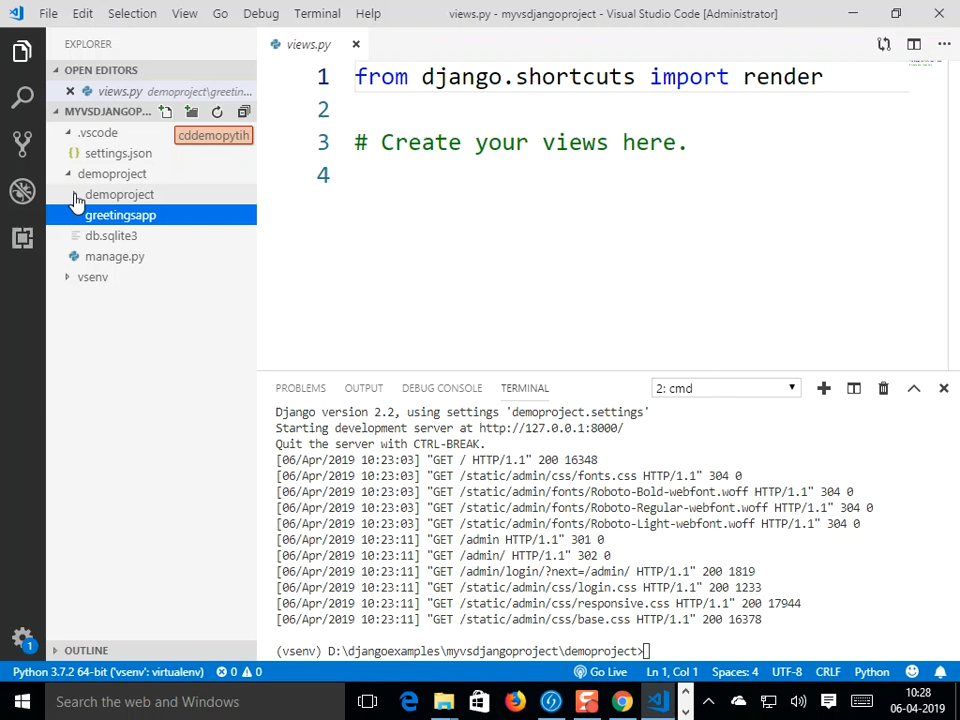 File Edit Selection View Go Debug Terminal Help views.py - myvsdjangoproject - Visual Studio Code [Administrator]
EXPLORER
views.py
OPEN EDITORS
views.py demoproject\greetin...
MYVSDJANGOP...
.vscode
cddemopytih
settings.json
demoproject
demoproject
greetingsapp
db.sqlite3
manage.py
vsenv
OUTLINE
1 from django.shortcuts import render
2
3 # Create your views here.
4
PROBLEMS OUTPUT DEBUG CONSOLE TERMINAL 2: cmd
Django version 2.2, using settings 'demoproject.settings'
Starting development server at http://127.0.0.1:8000/
Quit the server with CTRL-BREAK.
[06/Apr/2019 10:23:03] "GET / HTTP/1.1" 200 16348
[06/Apr/2019 10:23:03] "GET /static/admin/css/fonts.css HTTP/1.1" 304 0
[06/Apr/2019 10:23:03] "GET /static/admin/fonts/Roboto-Bold-webfont.woff HTTP/1.1" 304 0
[06/Apr/2019 10:23:03] "GET /static/admin/fonts/Roboto-Regular-webfont.woff HTTP/1.1" 304 0
[06/Apr/2019 10:23:03] "GET /static/admin/fonts/Roboto-Light-webfont.woff HTTP/1.1" 304 0
[06/Apr/2019 10:23:11] "GET /admin HTTP/1.1" 301 0
[06/Apr/2019 10:23:11] "GET /admin/ HTTP/1.1" 302 0
[06/Apr/2019 10:23:11] "GET /admin/login/?next=/admin/ HTTP/1.1" 200 1819
[06/Apr/2019 10:23:11] "GET /static/admin/css/login.css HTTP/1.1" 200 1233
[06/Apr/2019 10:23:11] "GET /static/admin/css/responsive.css HTTP/1.1" 200 17944
[06/Apr/2019 10:23:11] "GET /static/admin/css/base.css HTTP/1.1" 200 16378
(vsenv) D:\djangoexamples\myvsdjangoproject\demoproject>
1
Python 3.7.2 64-bit ('vsenv': virtualenv) 0 0 Go Live Ln 1, Col 1 Spaces: 4 UTF-8 CRLF Python
Search the web and Windows
10:28
06-04-2019